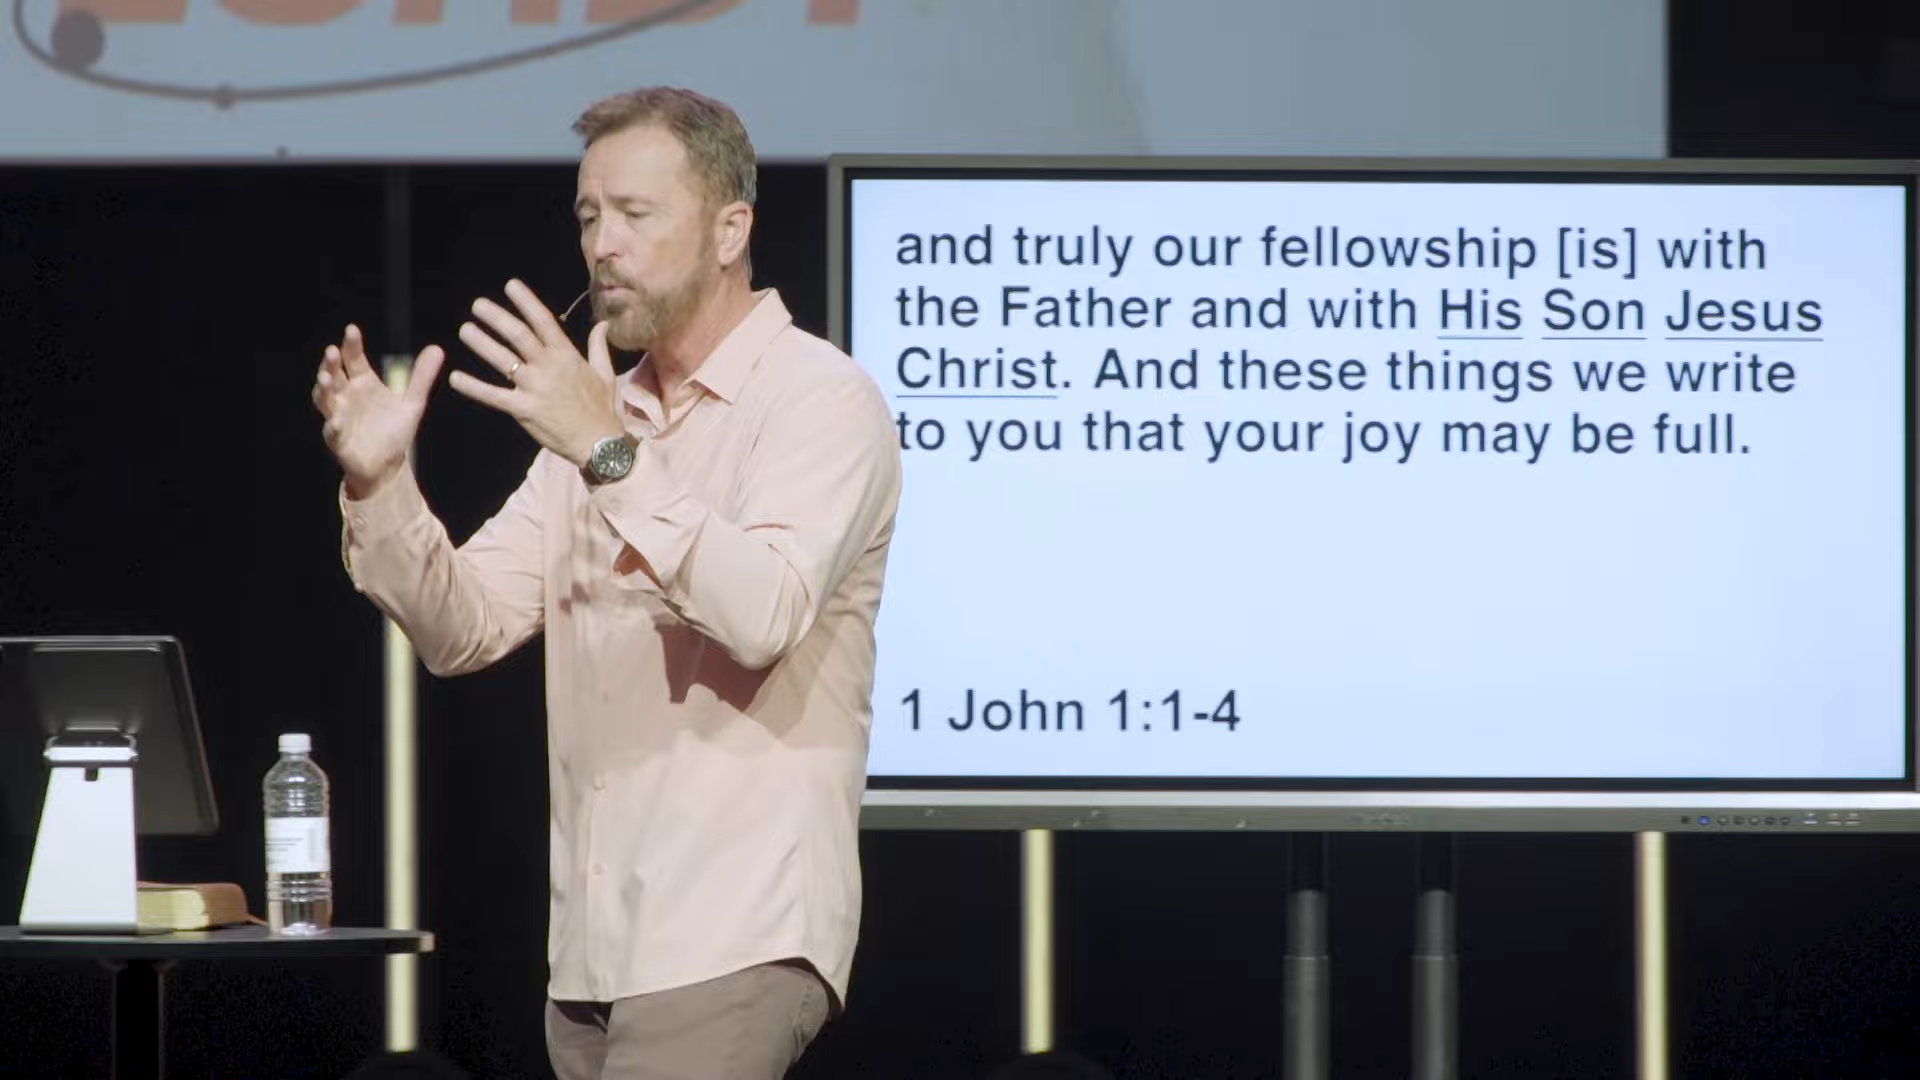 and truly our fellowship [is] with
the Father and with His Son Jesus
Christ. And these things we write
to you that your joy may be full.
1 John 1:1-4